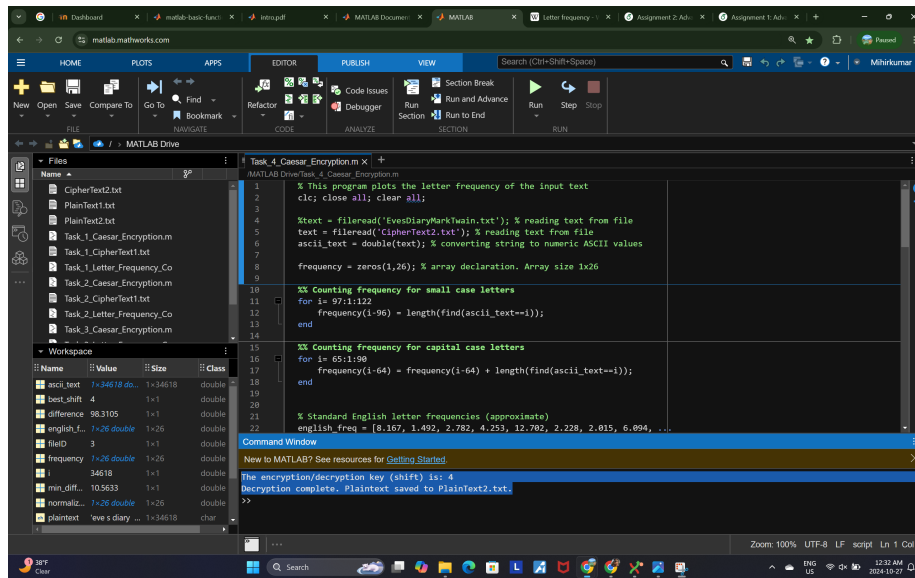 Tm Dashboard
matlab-basic-functi
intro.pdf
MATLAB Documen
MATLAB
Letter frequency -
Assignment 2: Adv
Assignment 1: Adv
matlab.mathworks.com
Paused
HOME PLOTS APPS EDITOR PUBLISH VIEW
Search (Ctrl+Shift+Space)
Mihirkumar
New Open Save Compare To Go To Find Bookmark
Refactor Code Issues Debugger
Run Section Section Break Run and Advance Run to End
Run Step Stop
FILE NAVIGATE CODE ANALYZE SECTION RUN
/ > MATLAB Drive
Files
Name
CipherText2.txt
PlainText1.txt
PlainText2.txt
Task_1_Caesar_Encryption.m
Task_1_CipherText1.txt
Task_1_Letter_Frequency_Co
Task_2_Caesar_Encryption.m
Task_2_CipherText1.txt
Task_2_Letter_Frequency_Co
Task_3_Caesar_Encryption.m
Workspace
Name Value Size Class
ascii_text 1×34618 do... 1×34618 double
best_shift 4 1×1 double
difference 98.3105 1×1 double
english_f... 1×26 double 1×26 double
fileID 3 1×1 double
frequency 1×26 double 1×26 double
i 34618 1×1 double
min_diff... 10.5633 1×1 double
normaliz... 1×26 double 1×26 double
plaintext 'eve s diary ... 1×34618 char
Task_4_Caesar_Encryption.m
/MATLAB Drive/Task_4_Caesar_Encryption.m
1 % This program plots the letter frequency of the input text
2 clc; close all; clear all;
3
4 %text = fileread('EvesDiaryMarkTwain.txt'); % reading text from file
5 text = fileread('CipherText2.txt'); % reading text from file
6 ascii_text = double(text); % converting string to numeric ASCII values
7
8 frequency = zeros(1,26); % array declaration. Array size 1x26
9
10 %% Counting frequency for small case letters
11 for i= 97:1:122
12 frequency(i-96) = length(find(ascii_text==i));
13 end
14
15 %% Counting frequency for capital case letters
16 for i= 65:1:90
17 frequency(i-64) = frequency(i-64) + length(find(ascii_text==i));
18 end
19
20
21 % Standard English letter frequencies (approximate)
22 english_freq = [8.167, 1.492, 2.782, 4.253, 12.702, 2.228, 2.015, 6.094, ...
Command Window
New to MATLAB? See resources for Getting Started.
The encryption/decryption key (shift) is: 4
Decryption complete. Plaintext saved to PlainText2.txt.
>>
Zoom: 100% UTF-8 LF script Ln 1 Col
38°F
Clear
Search
ENG
US
12:32 AM
2024-10-27